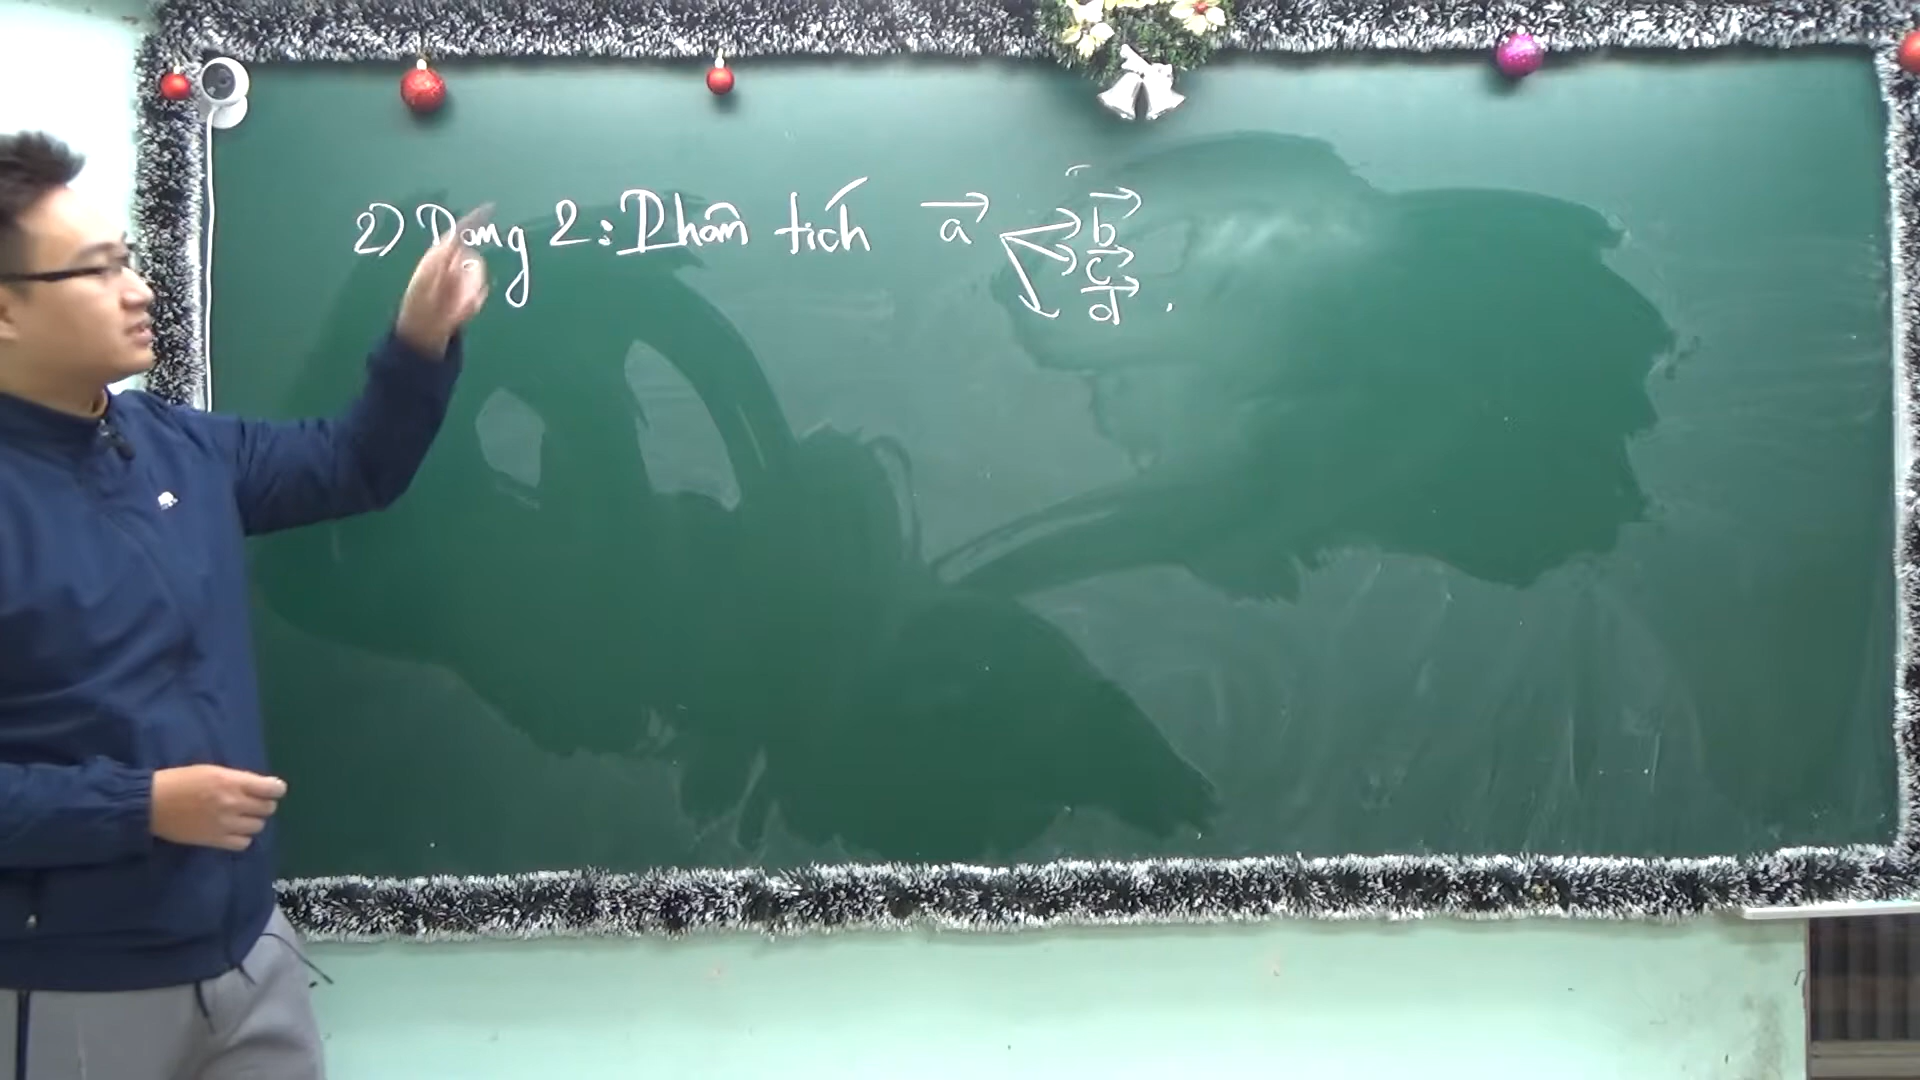 2) Dạng 2: Phân tích a⃗ b⃗
c⃗
d⃗ .